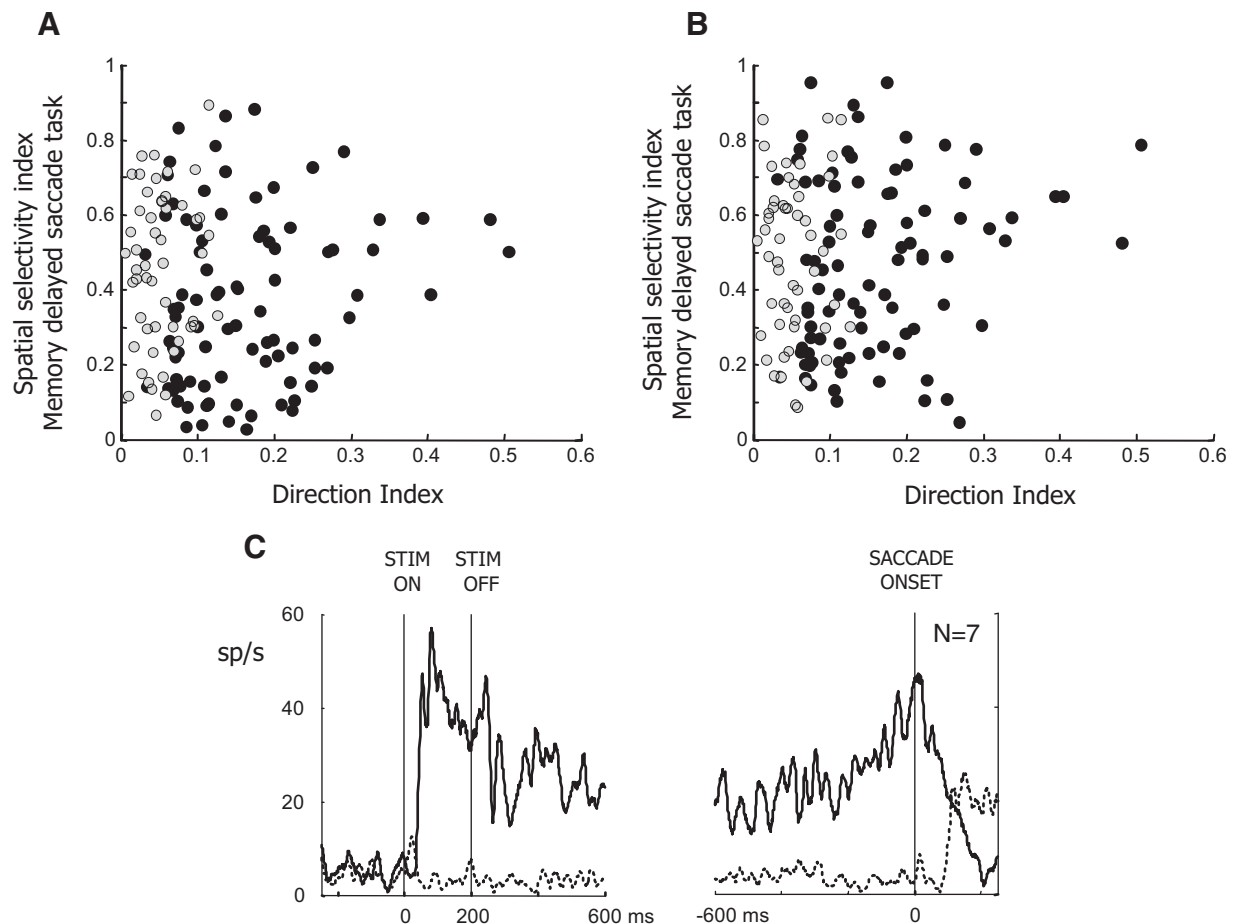 A
B
Spatial selectivity index
Memory delayed saccade task
1
0.8
0.6
0.4
0.2
0
0 0.1 0.2 0.3 0.4 0.5 0.6
Direction Index
Spatial selectivity index
Memory delayed saccade task
1
0.8
0.6
0.4
0.2
0
0 0.1 0.2 0.3 0.4 0.5 0.6
Direction Index
C
STIM
ON
STIM
OFF
SACCADE
ONSET
60
sp/s
40
20
0
0 200 600 ms
N=7
-600 ms 0